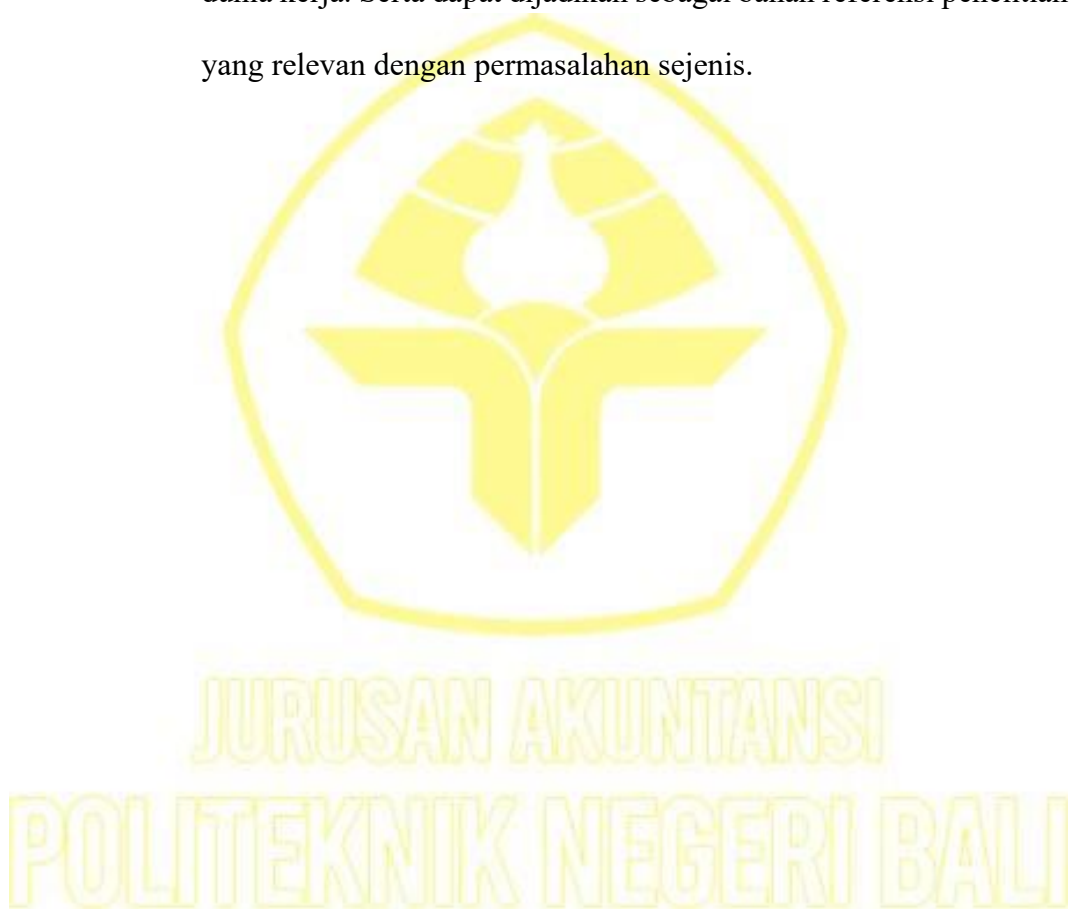 dunia kerja. Serta dapat dijadikan sebagai bahan referensi penelitian
yang relevan dengan permasalahan sejenis.
JURUSAN AKUNTANSI
POLITEKNIK NEGERI BALI